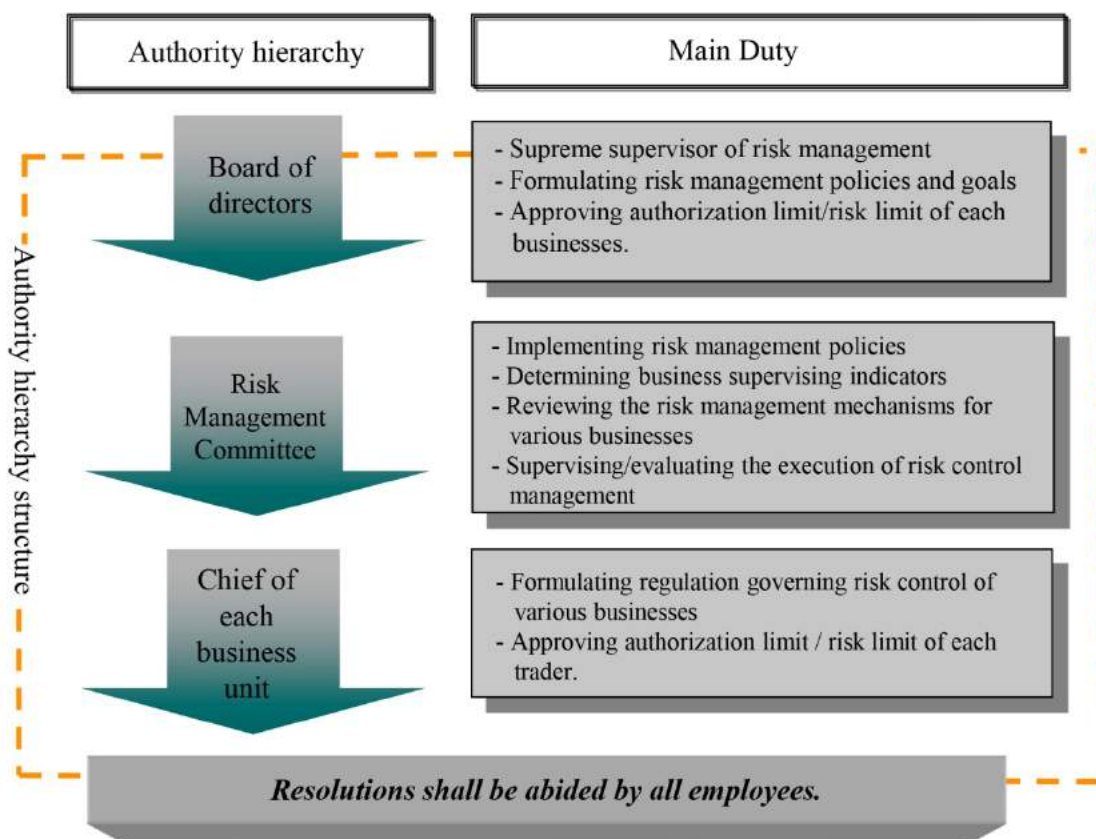 Authority hierarchy
Main Duty
Board of
directors
- Supreme supervisor of risk management
- Formulating risk management policies and goals
- Approving authorization limit/risk limit of each
businesses.
Authority hierarchy structure
Risk
Management
Committee
- Implementing risk management policies
- Determining business supervising indicators
- Reviewing the risk management mechanisms for
various businesses
- Supervising/evaluating the execution of risk control
management
Chief of
each
business
unit
- Formulating regulation governing risk control of
various businesses
- Approving authorization limit / risk limit of each
trader.
Resolutions shall be abided by all employees.